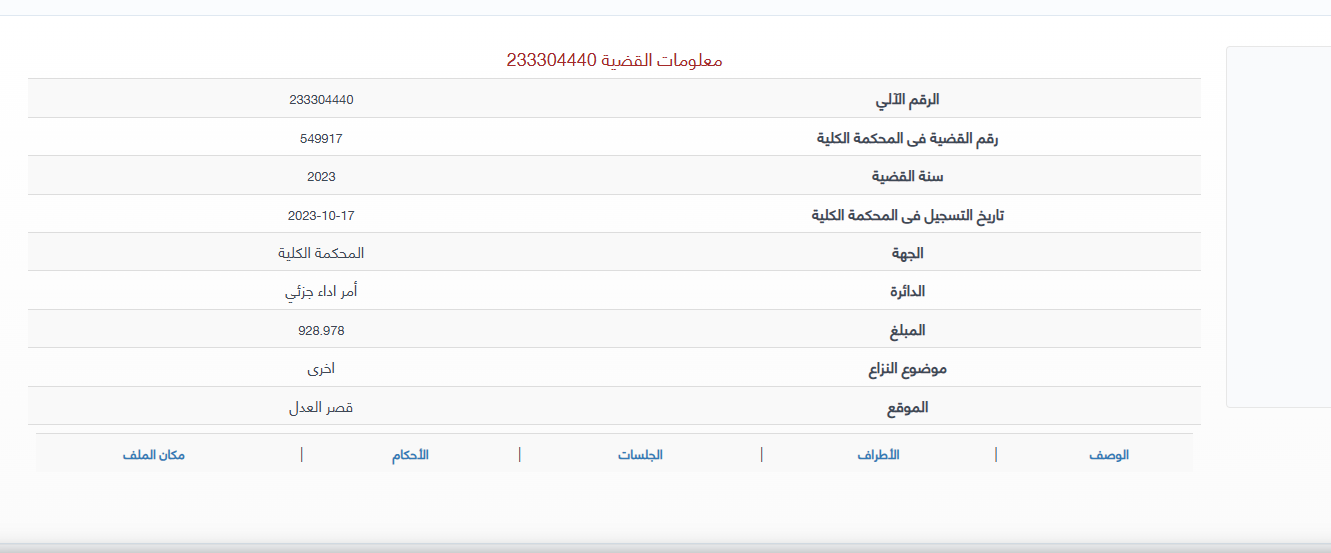 معلومات القضية 233304440
الرقم الآلي 233304440
رقم القضية فى المحكمة الكلية 549917
سنة القضية 2023
تاريخ التسجيل فى المحكمة الكلية 2023-10-17
الجهة المحكمة الكلية
الدائرة أمر اداء جزئي
المبلغ 928.978
موضوع النزاع اخرى
الموقع قصر العدل
الوصف | الأطراف | الجلسات | الأحكام | مكان الملف